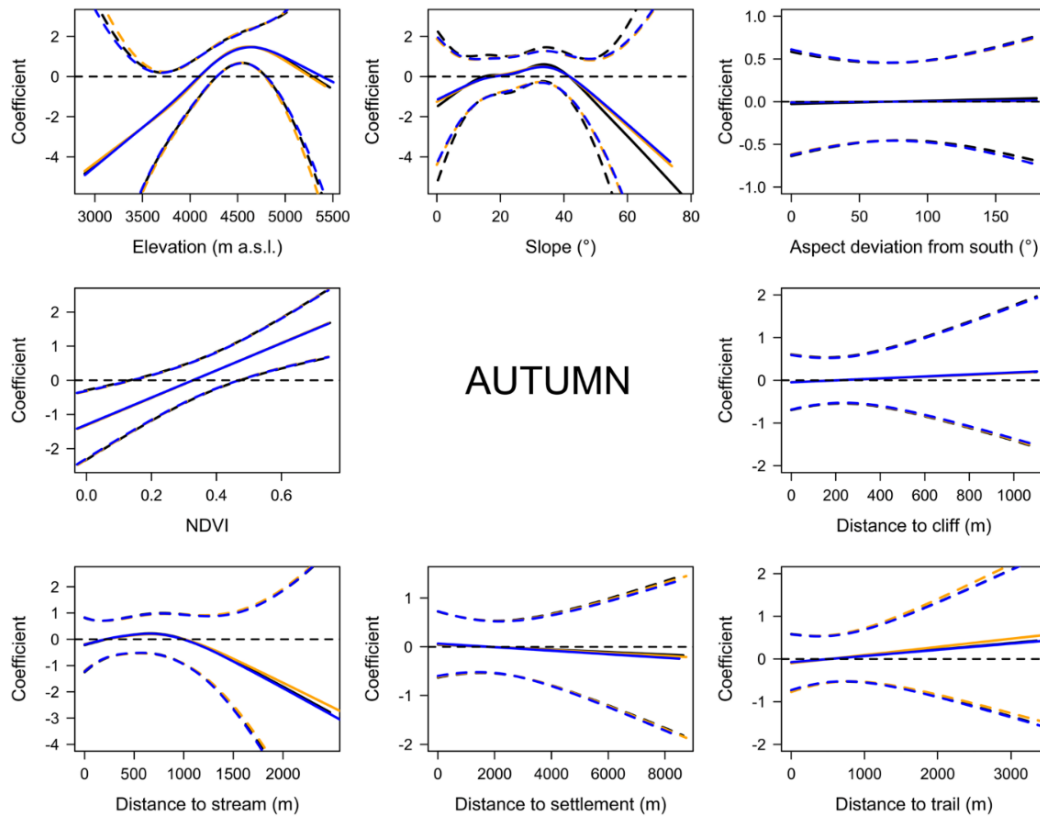 Coefficient
2
0
-2
-4
3000 3500 4000 4500 5000 5500
Elevation (m a.s.l.)
Coefficient
2
0
-2
-4
0 20 40 60 80
Slope (°)
Coefficient
1.0
0.5
0.0
-0.5
-1.0
0 50 100 150
Aspect deviation from south (°)
Coefficient
2
1
0
-1
-2
0.0 0.2 0.4 0.6
NDVI
AUTUMN
Coefficient
2
1
0
-1
-2
0 200 400 600 800 1000
Distance to cliff (m)
Coefficient
2
1
0
-1
-2
-3
-4
0 500 1000 1500 2000
Distance to stream (m)
Coefficient
1
0
-1
-2
0 2000 4000 6000 8000
Distance to settlement (m)
Coefficient
2
1
0
-1
-2
0 1000 2000 3000
Distance to trail (m)